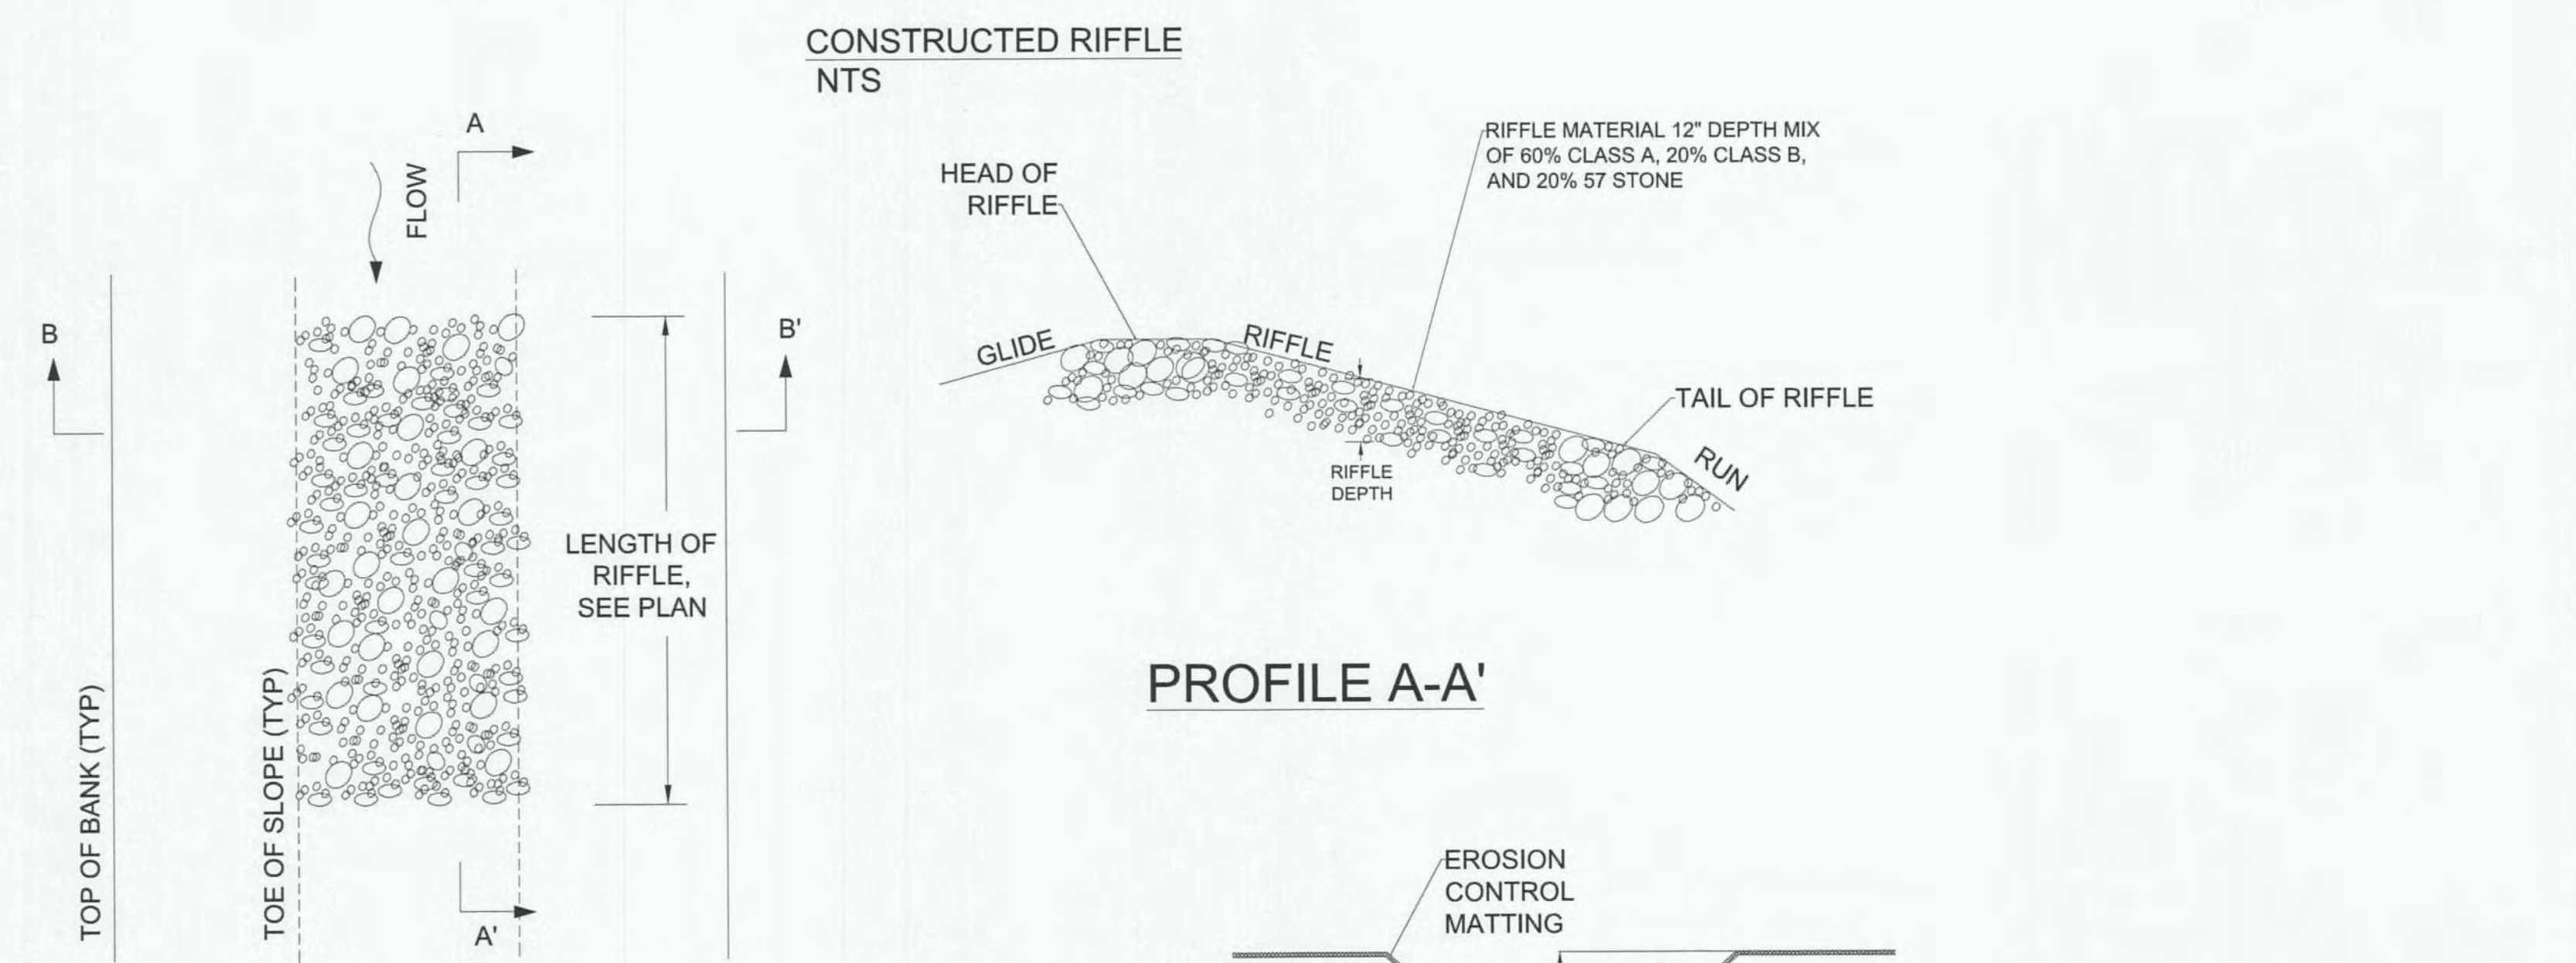 CONSTRUCTED RIFFLE
NTS
A
FLOW
B
B'
LENGTH OF
RIFFLE,
SEE PLAN
TOP OF BANK (TYP)
TOE OF SLOPE (TYP)
A'
HEAD OF
RIFFLE
RIFFLE MATERIAL 12" DEPTH MIX
OF 60% CLASS A, 20% CLASS B,
AND 20% 57 STONE
GLIDE
RIFFLE
TAIL OF RIFFLE
RUN
RIFFLE
DEPTH
PROFILE A-A'
EROSION
CONTROL
MATTING